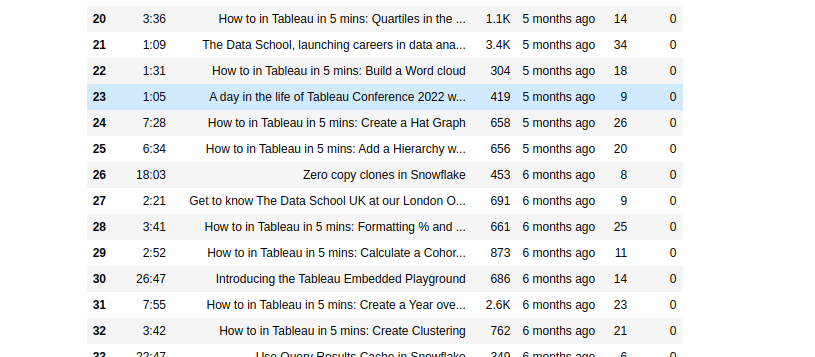 20 3:36 How to in Tableau in 5 mins: Quartiles in the ... 1.1K 5 months ago 14 0
21 1:09 The Data School, launching careers in data ana... 3.4K 5 months ago 34 0
22 1:31 How to in Tableau in 5 mins: Build a Word cloud 304 5 months ago 18 0
23 1:05 A day in the life of Tableau Conference 2022 w... 419 5 months ago 9 0
24 7:28 How to in Tableau in 5 mins: Create a Hat Graph 658 5 months ago 26 0
25 6:34 How to in Tableau in 5 mins: Add a Hierarchy w... 656 5 months ago 20 0
26 18:03 Zero copy clones in Snowflake 453 6 months ago 8 0
27 2:21 Get to know The Data School UK at our London O... 691 6 months ago 9 0
28 3:41 How to in Tableau in 5 mins: Formatting % and ... 661 6 months ago 25 0
29 2:52 How to in Tableau in 5 mins: Calculate a Cohor... 873 6 months ago 11 0
30 26:47 Introducing the Tableau Embedded Playground 686 6 months ago 14 0
31 7:55 How to in Tableau in 5 mins: Create a Year ove... 2.6K 6 months ago 23 0
32 3:42 How to in Tableau in 5 mins: Create Clustering 762 6 months ago 21 0
33 22:47 Use Query Results Cache in Snowflake 349 6 months ago 6 0